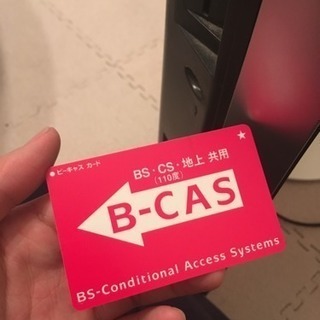 ● ビーキャス カード
★
BS・CS・地上 共用
(110度)
B-CAS
BS-Conditional Access Systems